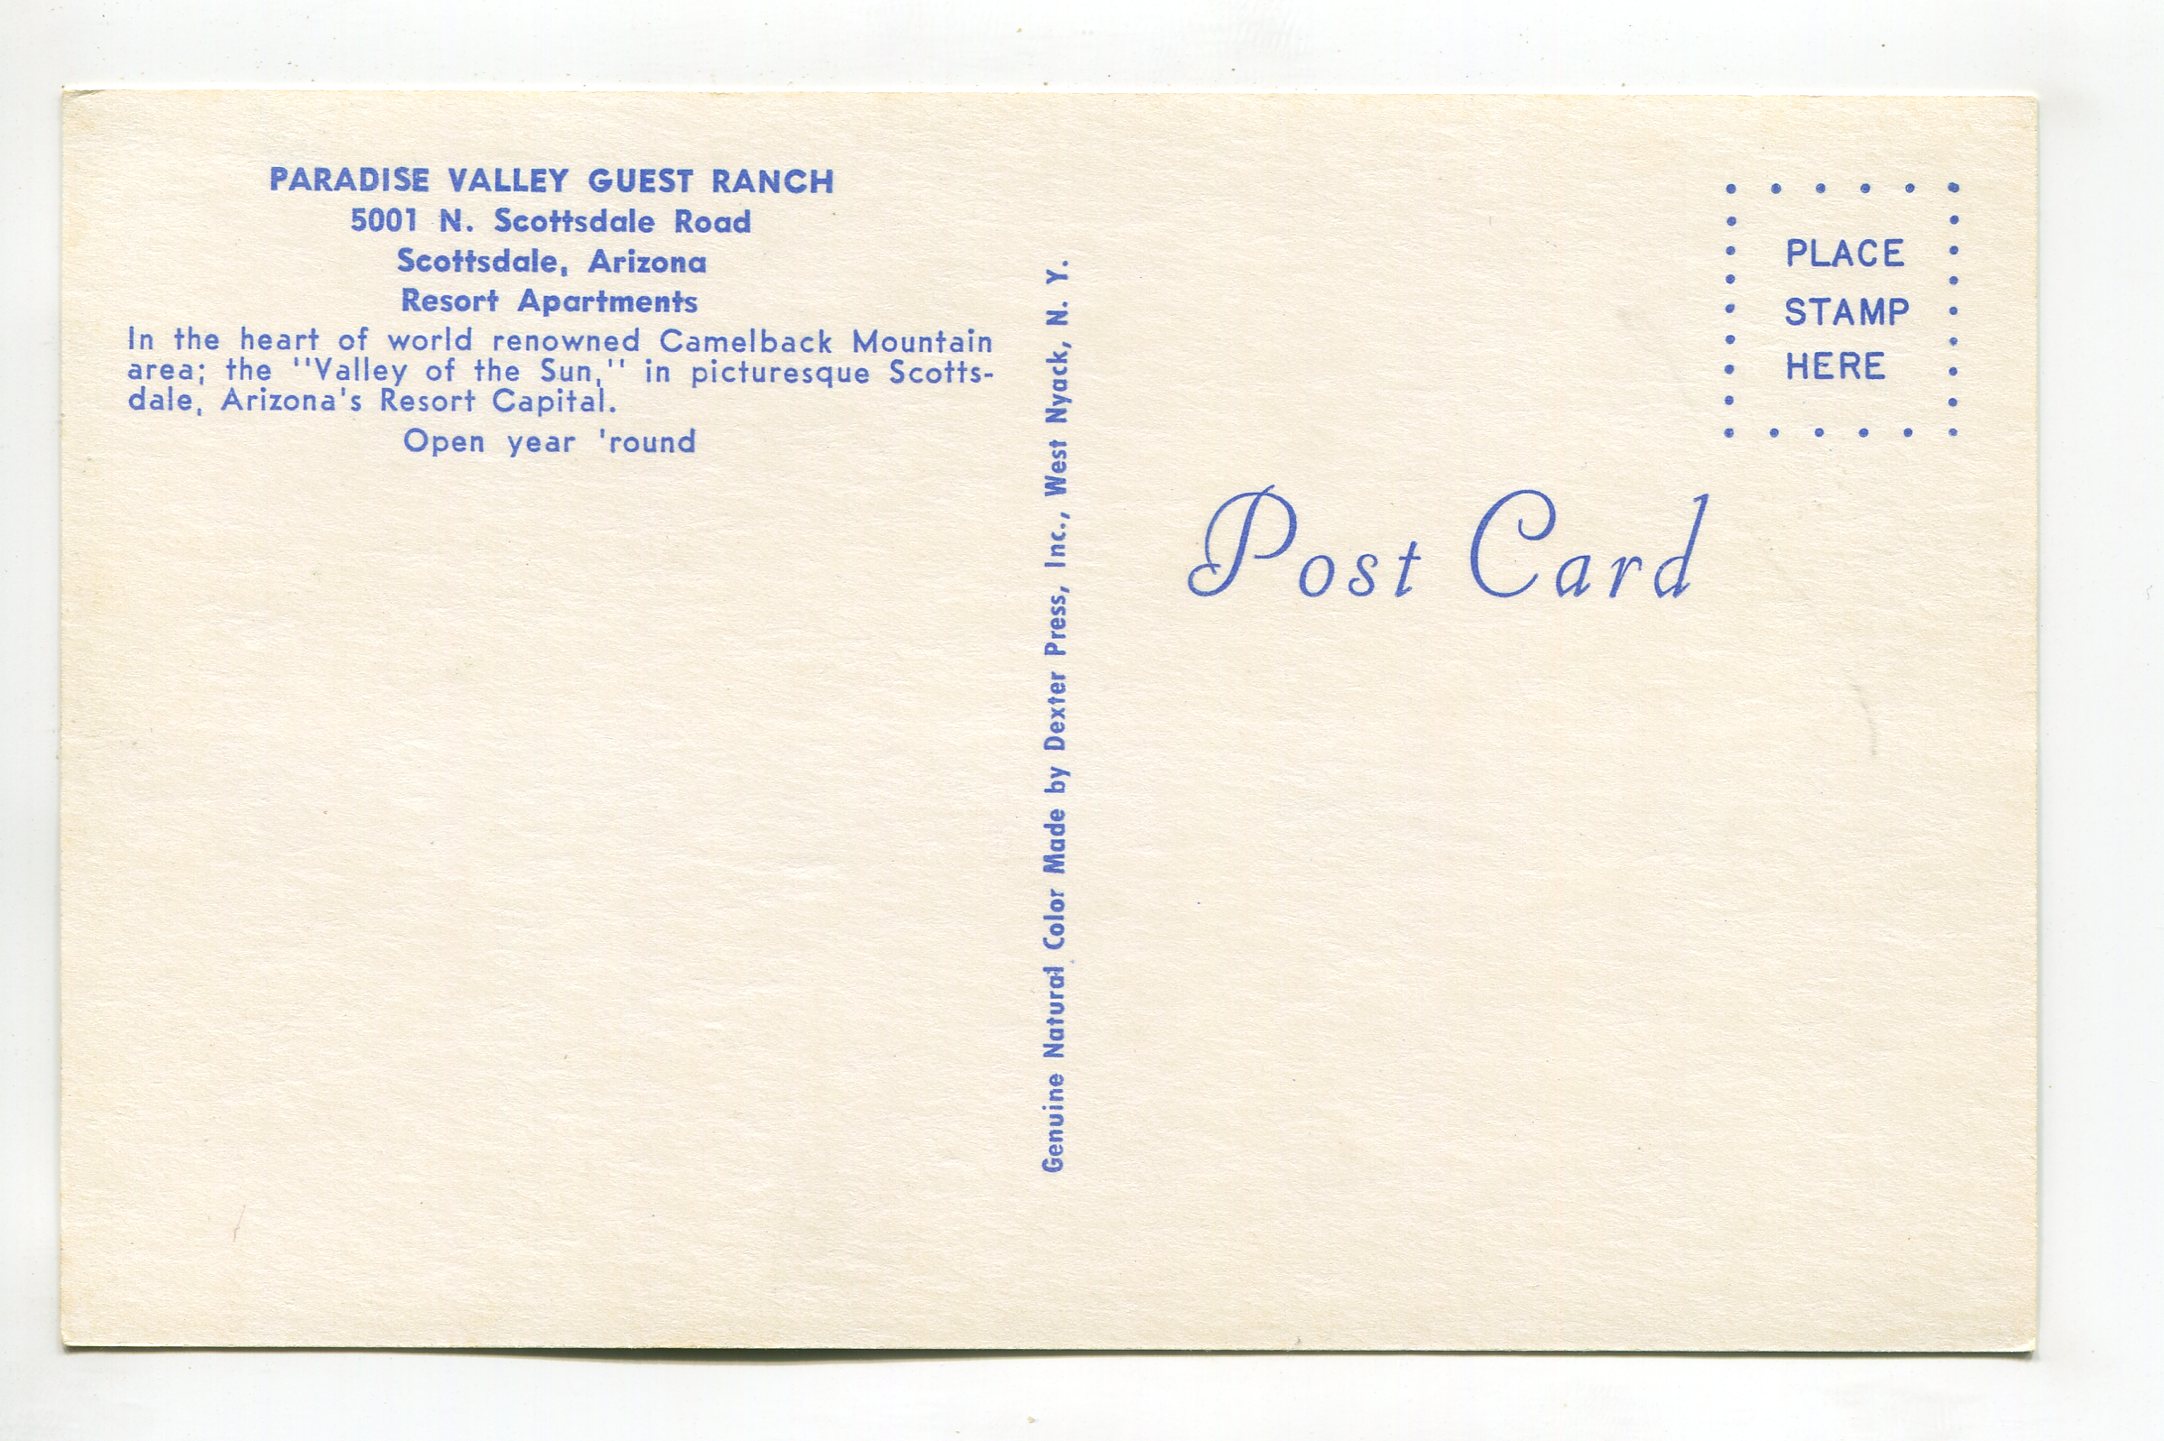 PARADISE VALLEY GUEST RANCH
5001 N. Scottsdale Road
Scottsdale, Arizona
Resort Apartments
In the heart of world renowned Camelback Mountain
area; the "Valley of the Sun," in picturesque Scotts-
dale, Arizona's Resort Capital.
Open year 'round
Genuine Natural Color Made by Dexter Press, Inc., West Nyack, N. Y.
PLACE
STAMP
HERE
Post Card